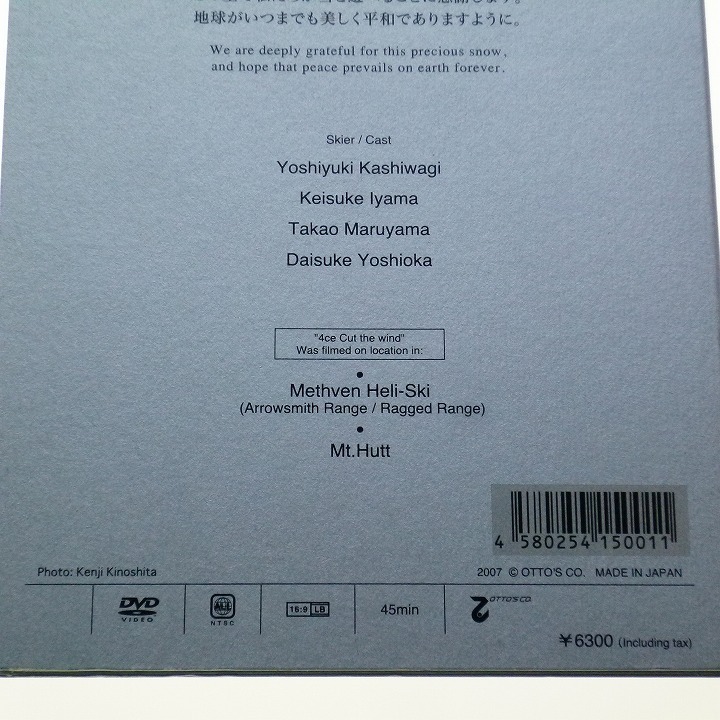 地球がいつまでも美しく平和でありますように。
We are deeply grateful for this precious snow,
and hope that peace prevails on earth forever.
Skier / Cast
Yoshiyuki Kashiwagi
Keisuke Iyama
Takao Maruyama
Daisuke Yoshioka
"4ce Cut the wind"
Was filmed on location in:
Methven Heli-Ski
(Arrowsmith Range / Ragged Range)
Mt.Hutt
4 580254 150011
Photo: Kenji Kinoshita
2007 © OTTO'S CO. MADE IN JAPAN
DVD
VIDEO
ALL
NTSC
16:9 LB
45min
OTTO'S CO.
¥6300 (Including tax)